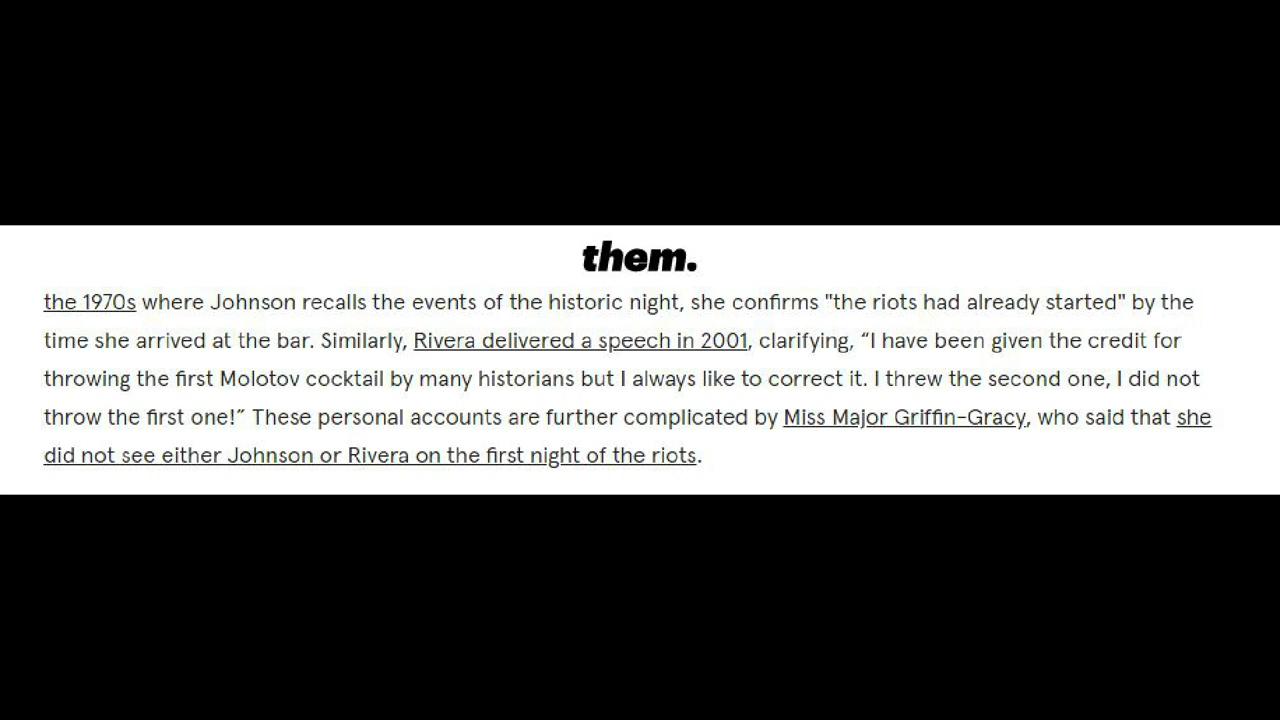 them.
the 1970s where Johnson recalls the events of the historic night, she confirms "the riots had already started" by the
time she arrived at the bar. Similarly, Rivera delivered a speech in 2001, clarifying, “I have been given the credit for
throwing the first Molotov cocktail by many historians but I always like to correct it. I threw the second one, I did not
throw the first one!” These personal accounts are further complicated by Miss Major Griffin-Gracy, who said that she
did not see either Johnson or Rivera on the first night of the riots.